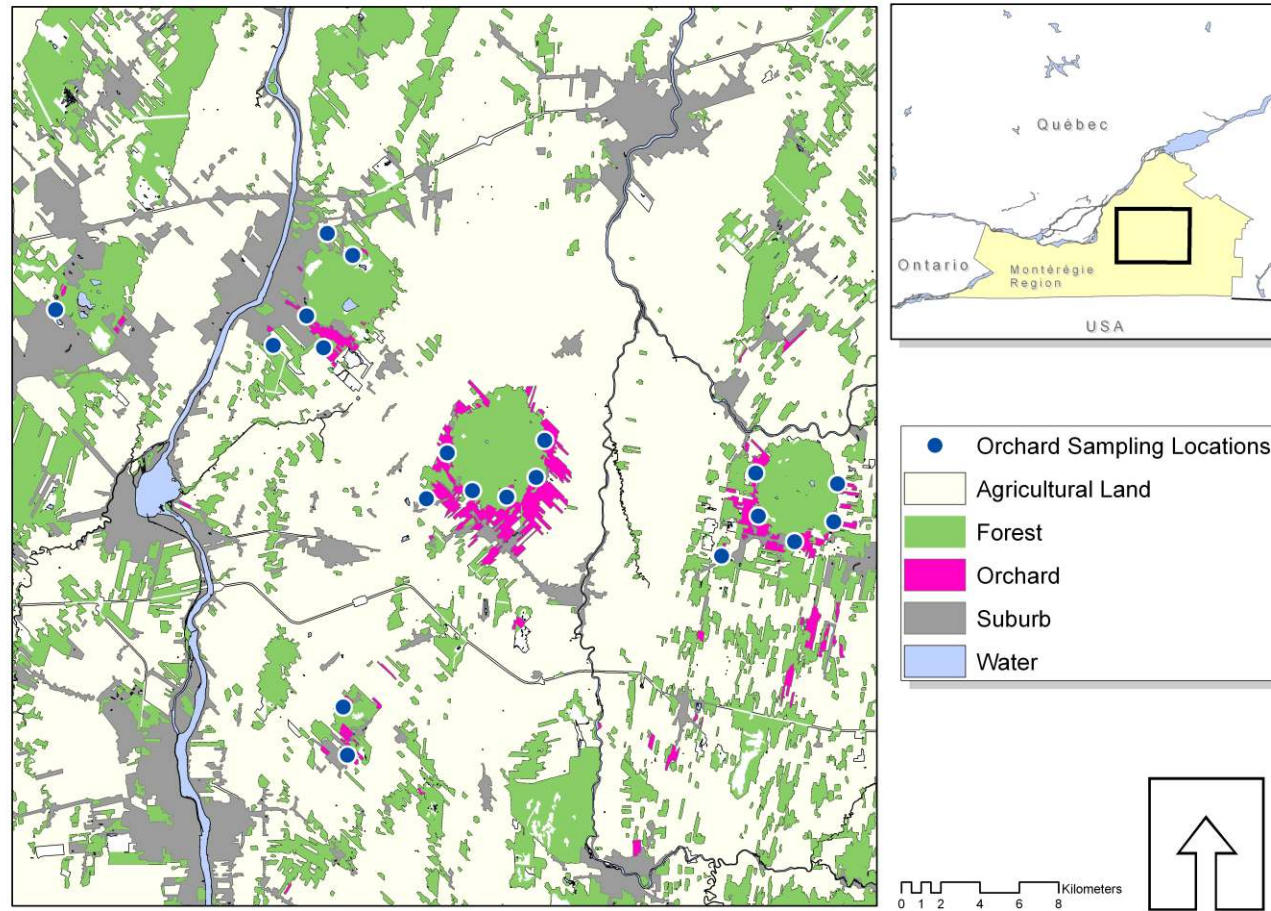 Québec
Ontario
Montérégie
Region
USA
Orchard Sampling Locations
Agricultural Land
Forest
Orchard
Suburb
Water
Kilometers
0 1 2 4 6 8